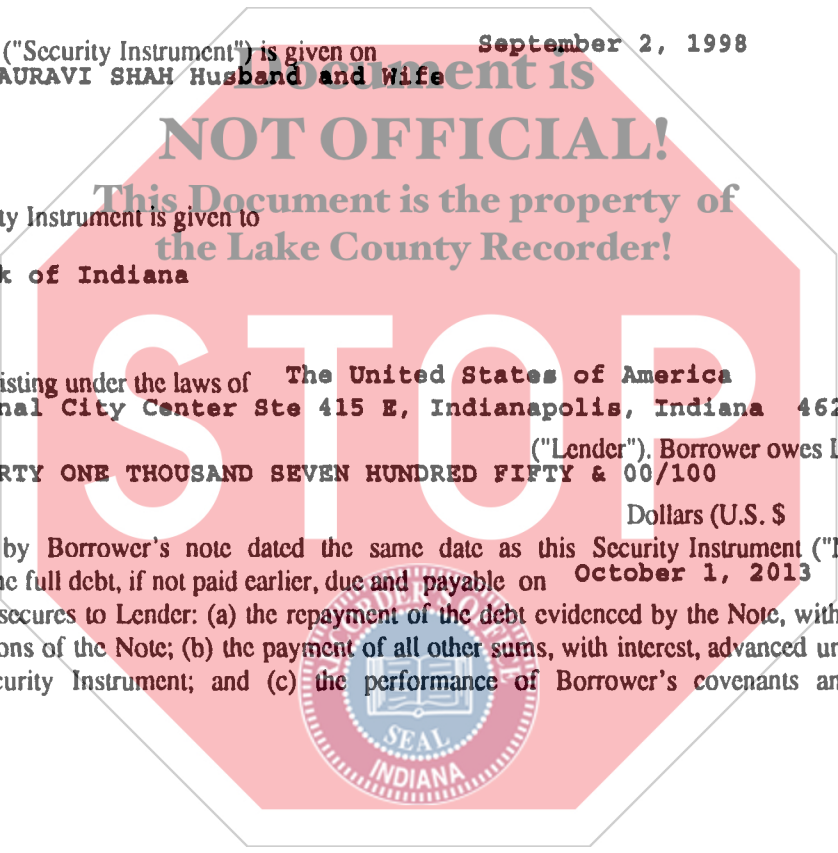 ("Security Instrument") is given on September 2, 1998
AURAVI SHAH Husband and Wife
Document is
NOT OFFICIAL!
This Document is the property of
the Lake County Recorder!
ty Instrument is given to
k of Indiana
STOP
isting under the laws of The United States of America
nal City Center Ste 415 E, Indianapolis, Indiana 462
("Lender"). Borrower owes L
RTY ONE THOUSAND SEVEN HUNDRED FIFTY & 00/100
Dollars (U.S. $
by Borrower's note dated the same date as this Security Instrument ("
e full debt, if not paid earlier, due and payable on October 1, 2013
secures to Lender: (a) the repayment of the debt evidenced by the Note, with
ons of the Note; (b) the payment of all other sums, with interest, advanced un
curity Instrument; and (c) the performance of Borrower's covenants an
RECORDER'S OFFICE
SEAL
INDIANA